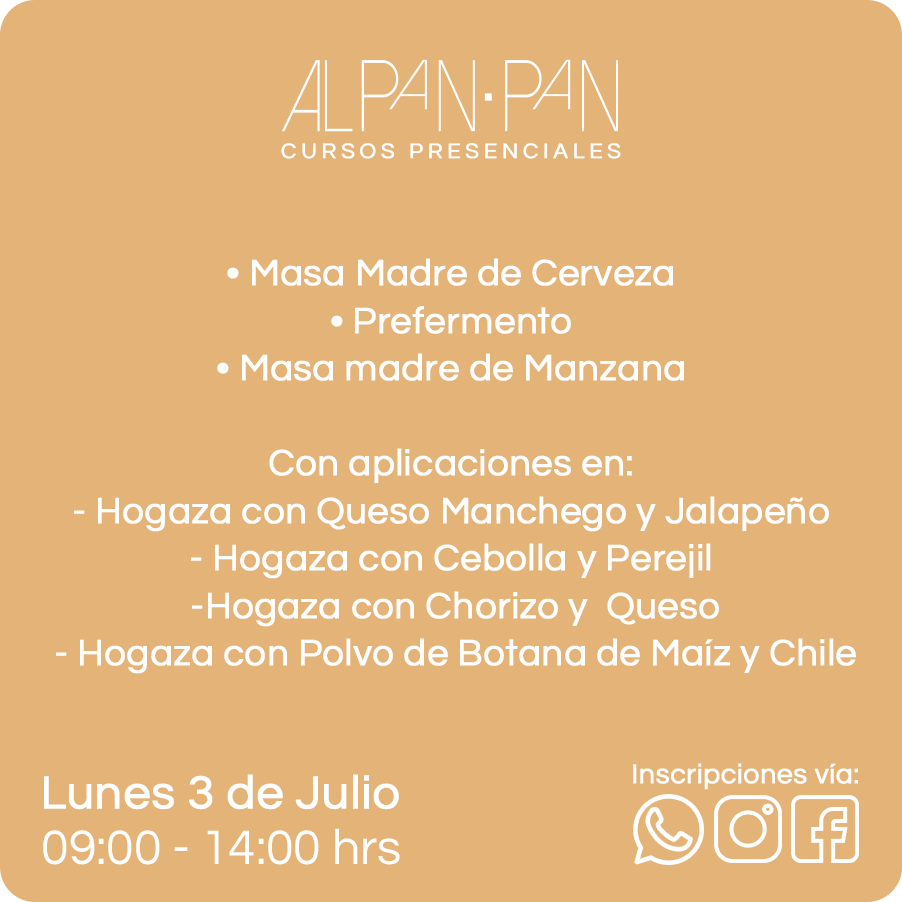 ALPAN·PAN
CURSOS PRESENCIALES
• Masa Madre de Cerveza
• Prefermento
• Masa madre de Manzana
Con aplicaciones en:
- Hogaza con Queso Manchego y Jalapeño
- Hogaza con Cebolla y Perejil
-Hogaza con Chorizo y  Queso
- Hogaza con Polvo de Botana de Maíz y Chile
Lunes 3 de Julio
09:00 - 14:00 hrs
Inscripciones vía: